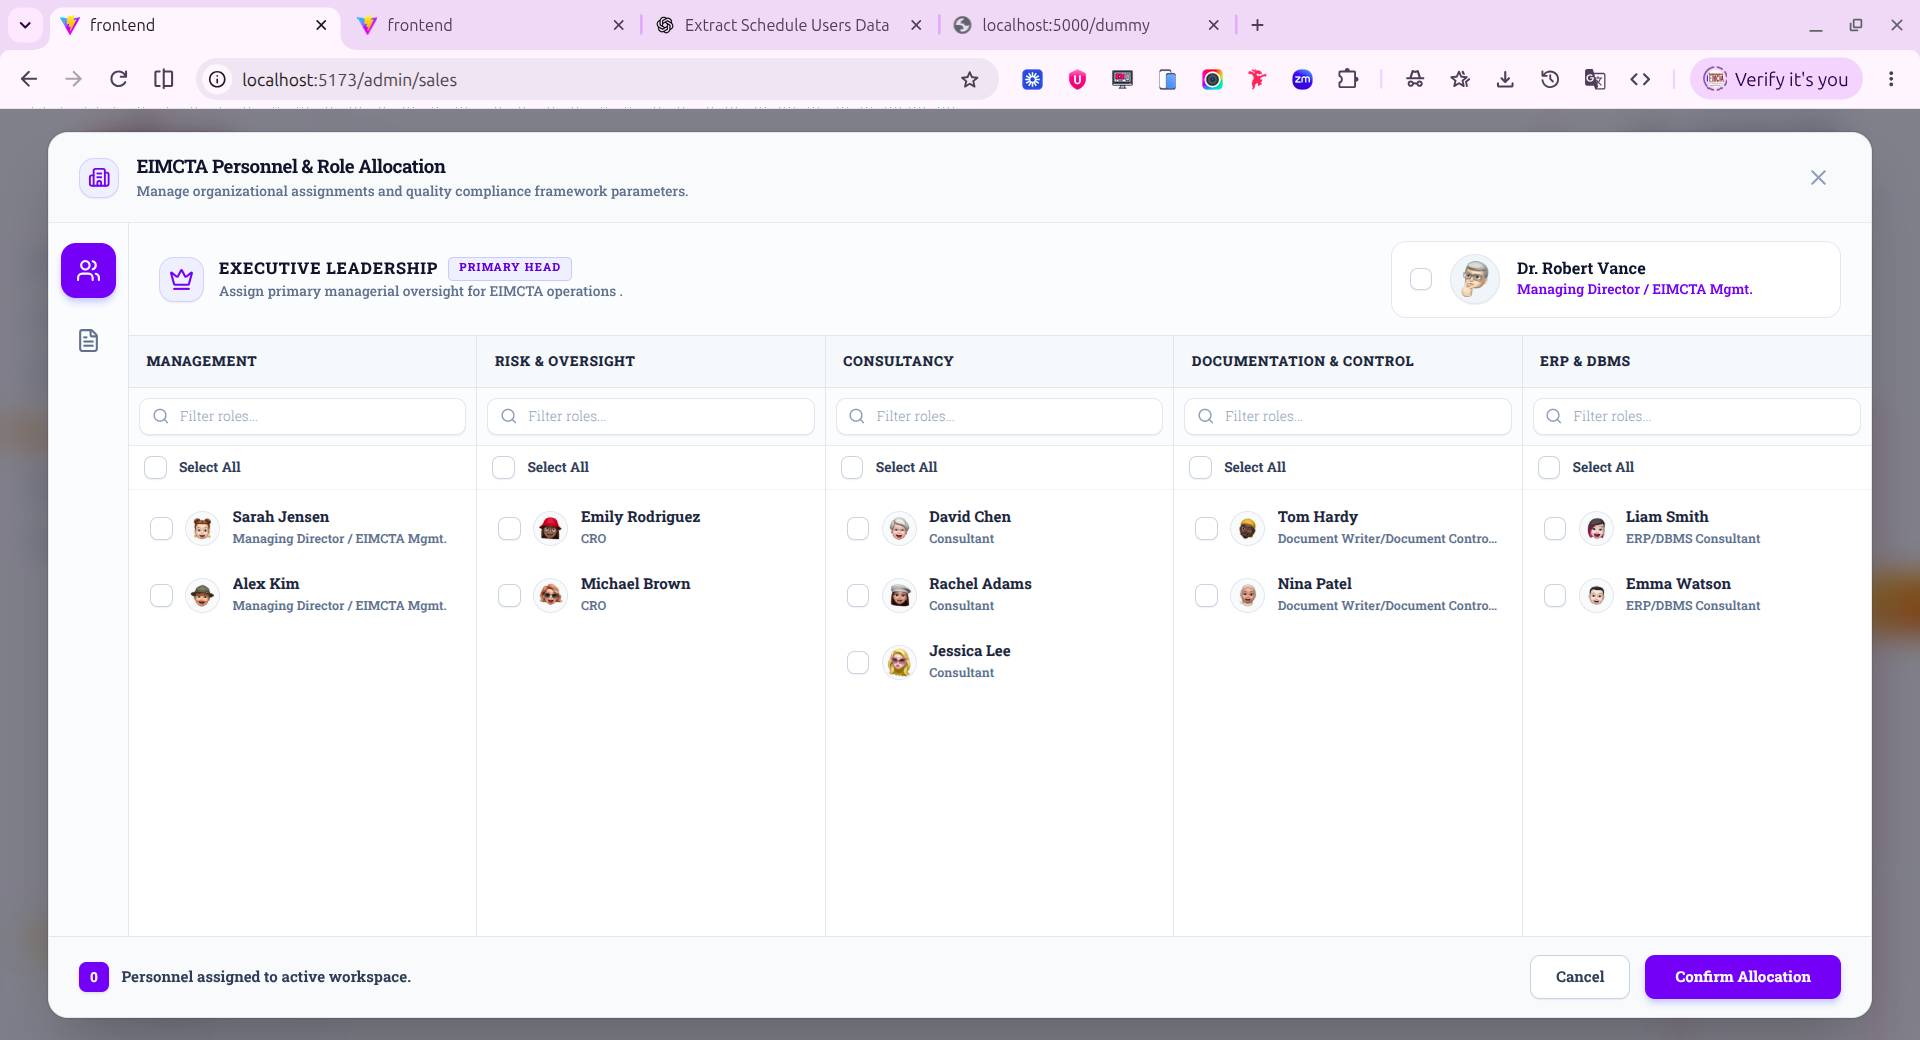 frontend
frontend
Extract Schedule Users Data
localhost:5000/dummy
localhost:5173/admin/sales
zm
Verify it's you
EIMCTA Personnel & Role Allocation
Manage organizational assignments and quality compliance framework parameters.
EXECUTIVE LEADERSHIP
PRIMARY HEAD
Assign primary managerial oversight for EIMCTA operations .
Dr. Robert Vance
Managing Director / EIMCTA Mgmt.
MANAGEMENT
RISK & OVERSIGHT
CONSULTANCY
DOCUMENTATION & CONTROL
ERP & DBMS
Filter roles...
Filter roles...
Filter roles...
Filter roles...
Filter roles...
Select All
Select All
Select All
Select All
Select All
Sarah Jensen
Managing Director / EIMCTA Mgmt.
Alex Kim
Managing Director / EIMCTA Mgmt.
Emily Rodriguez
CRO
Michael Brown
CRO
David Chen
Consultant
Rachel Adams
Consultant
Jessica Lee
Consultant
Tom Hardy
Document Writer/Document Contro...
Nina Patel
Document Writer/Document Contro...
Liam Smith
ERP/DBMS Consultant
Emma Watson
ERP/DBMS Consultant
0
Personnel assigned to active workspace.
Cancel
Confirm Allocation